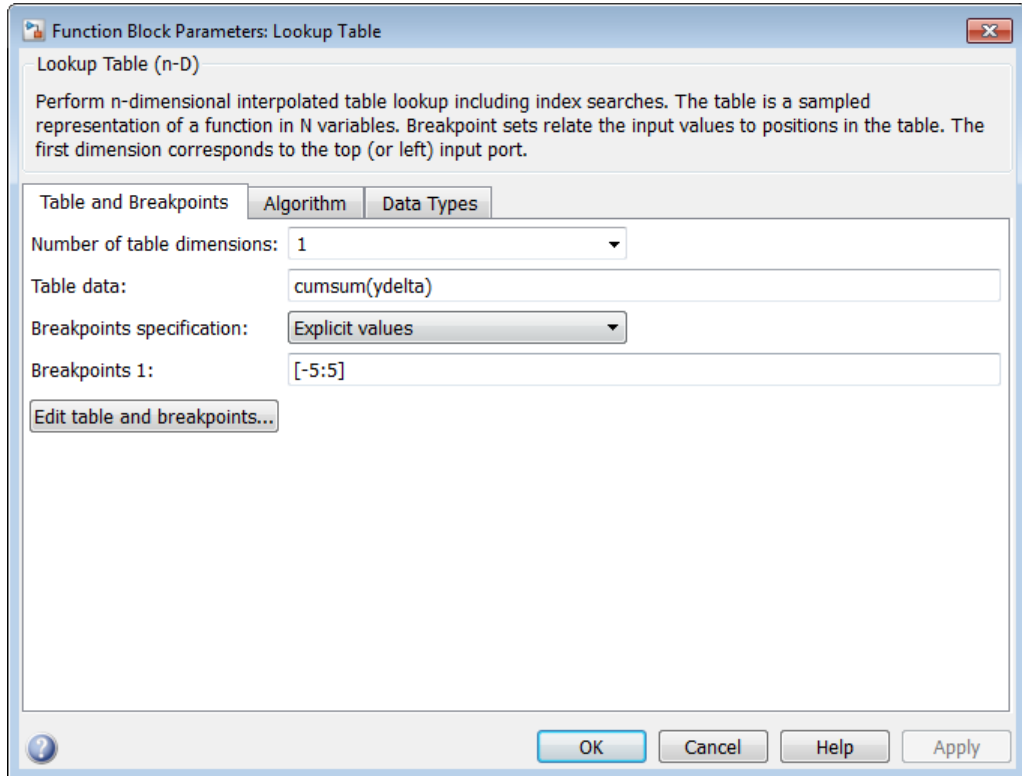 Function Block Parameters: Lookup Table
Lookup Table (n-D)
Perform n-dimensional interpolated table lookup including index searches. The table is a sampled
representation of a function in N variables. Breakpoint sets relate the input values to positions in the table. The
first dimension corresponds to the top (or left) input port.
Table and Breakpoints Algorithm Data Types
Number of table dimensions: 1
Table data: cumsum(ydelta)
Breakpoints specification: Explicit values
Breakpoints 1: [-5:5]
Edit table and breakpoints...
? OK Cancel Help Apply